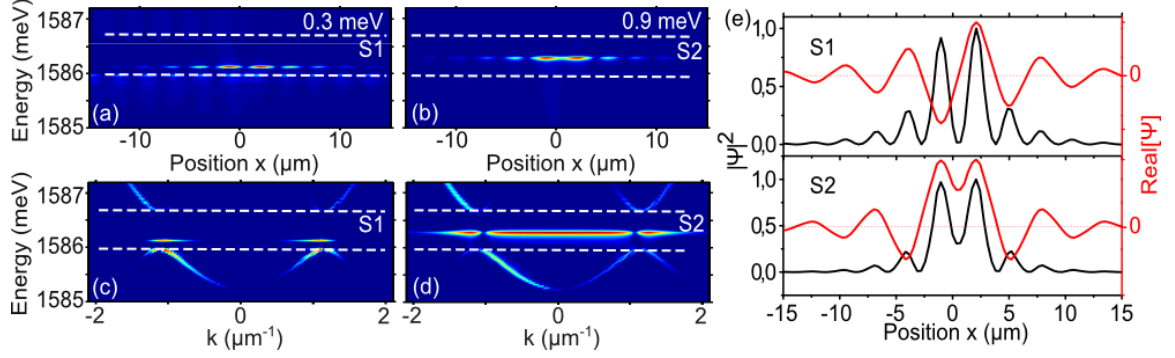 1587
1586
1585
Energy (meV)
0.3 meV
S1
(a)
-10
0
10
Position x (µm)
0.9 meV
S2
(b)
-10
0
10
Position x (µm)
1587
1586
1585
Energy (meV)
S1
(c)
-2
0
2
k (µm⁻¹)
S2
(d)
-2
0
2
k (µm⁻¹)
(e)
S1
1,0
0,5
0,0
0
S2
1,0
0,5
0,0
0
|Ψ|²
Real[Ψ]
-15
-10
-5
0
5
10
15
Position x (µm)